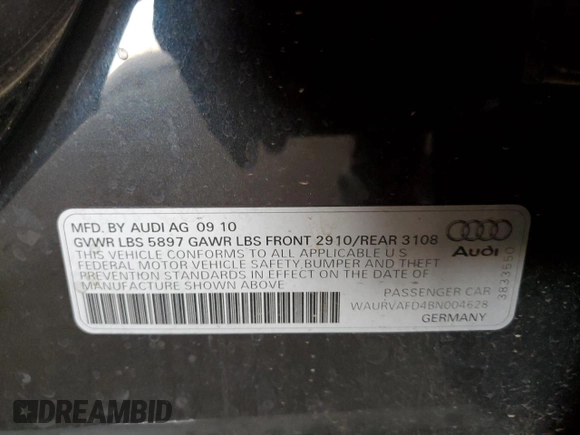 MFD. BY AUDI AG 09 10
GVWR LBS 5897 GAWR LBS FRONT 2910/REAR 3108
THIS VEHICLE CONFORMS TO ALL APPLICABLE U S
FEDERAL MOTOR VEHICLE SAFETY,BUMPER AND THEFT
PREVENTION STANDARDS IN EFFECT ON THE DATE OF
MANUFACTURE SHOWN ABOVE
PASSENGER CAR
WAURVAFD4BN004628
GERMANY
Audi
3833550
DREAMBID